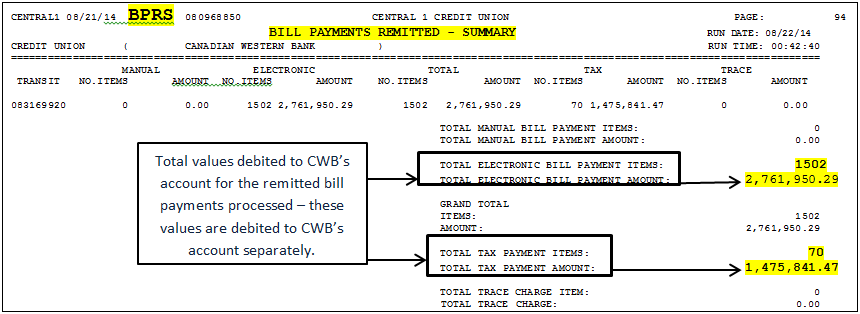 CENTRAL1 08/21/14 BPRS 080968850 CENTRAL 1 CREDIT UNION PAGE: 94
BILL PAYMENTS REMITTED - SUMMARY RUN DATE: 08/22/14
CREDIT UNION ( CANADIAN WESTERN BANK ) RUN TIME: 00:42:40
MANUAL ELECTRONIC TOTAL TAX TRACE
TRANSIT NO.ITEMS AMOUNT NO.ITEMS AMOUNT NO.ITEMS AMOUNT NO.ITEMS AMOUNT NO.ITEMS AMOUNT
083169920 0 0.00 1502 2,761,950.29 1502 2,761,950.29 70 1,475,841.47 0 0.00
TOTAL MANUAL BILL PAYMENT ITEMS: 0
TOTAL MANUAL BILL PAYMENT AMOUNT: 0.00
Total values debited to CWB's
account for the remitted bill
payments processed – these
values are debited to CWB's
account separately.
TOTAL ELECTRONIC BILL PAYMENT ITEMS: 1502
TOTAL ELECTRONIC BILL PAYMENT AMOUNT: 2,761,950.29
GRAND TOTAL
ITEMS: 1502
AMOUNT: 2,761,950.29
TOTAL TAX PAYMENT ITEMS: 70
TOTAL TAX PAYMENT AMOUNT: 1,475,841.47
TOTAL TRACE CHARGE ITEM: 0
TOTAL TRACE CHARGE: 0.00